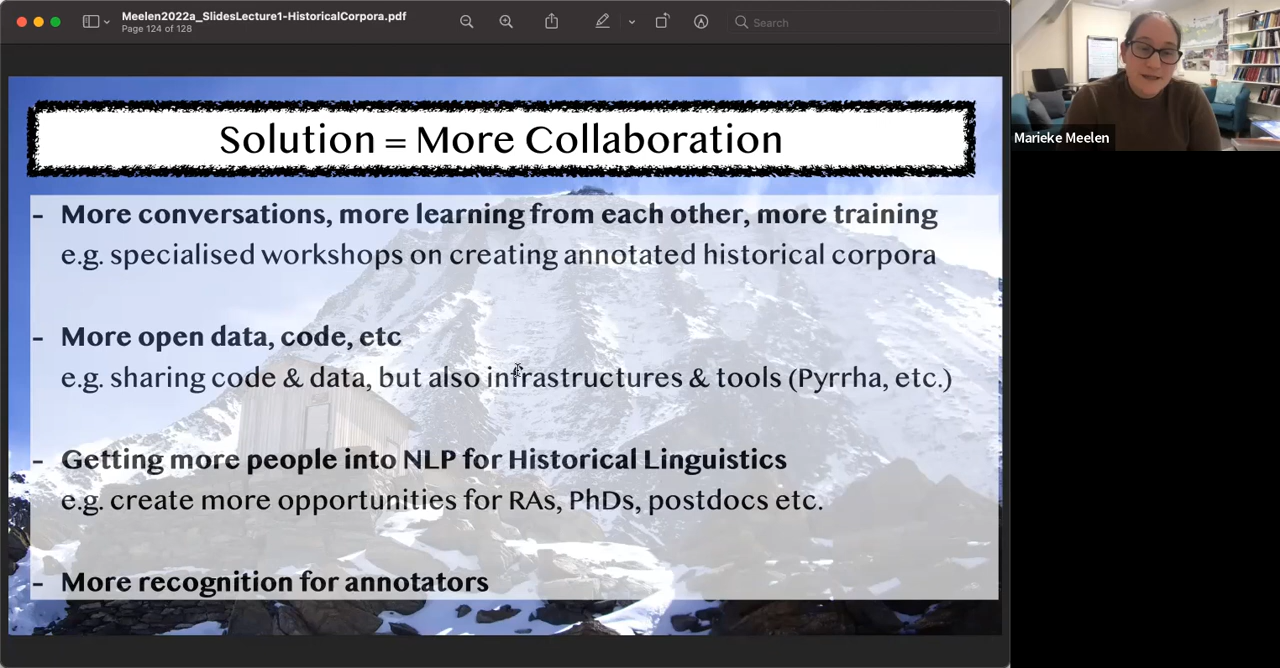 Meelen2022a_SlidesLecture1-HistoricalCorpora.pdf
Page 124 of 128
Search
Marieke Meelen
Solution = More Collaboration
- More conversations, more learning from each other, more training
e.g. specialised workshops on creating annotated historical corpora
- More open data, code, etc
e.g. sharing code & data, but also infrastructures & tools (Pyrrha, etc.)
- Getting more people into NLP for Historical Linguistics
e.g. create more opportunities for RAs, PhDs, postdocs etc.
- More recognition for annotators